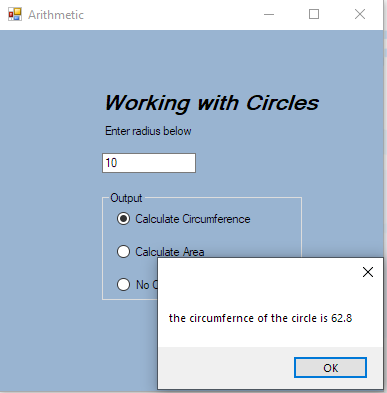 Arithmetic
Working with Circles
Enter radius below
10
Output
Calculate Circumference
Calculate Area
No
the circumfernce of the circle is 62.8
OK